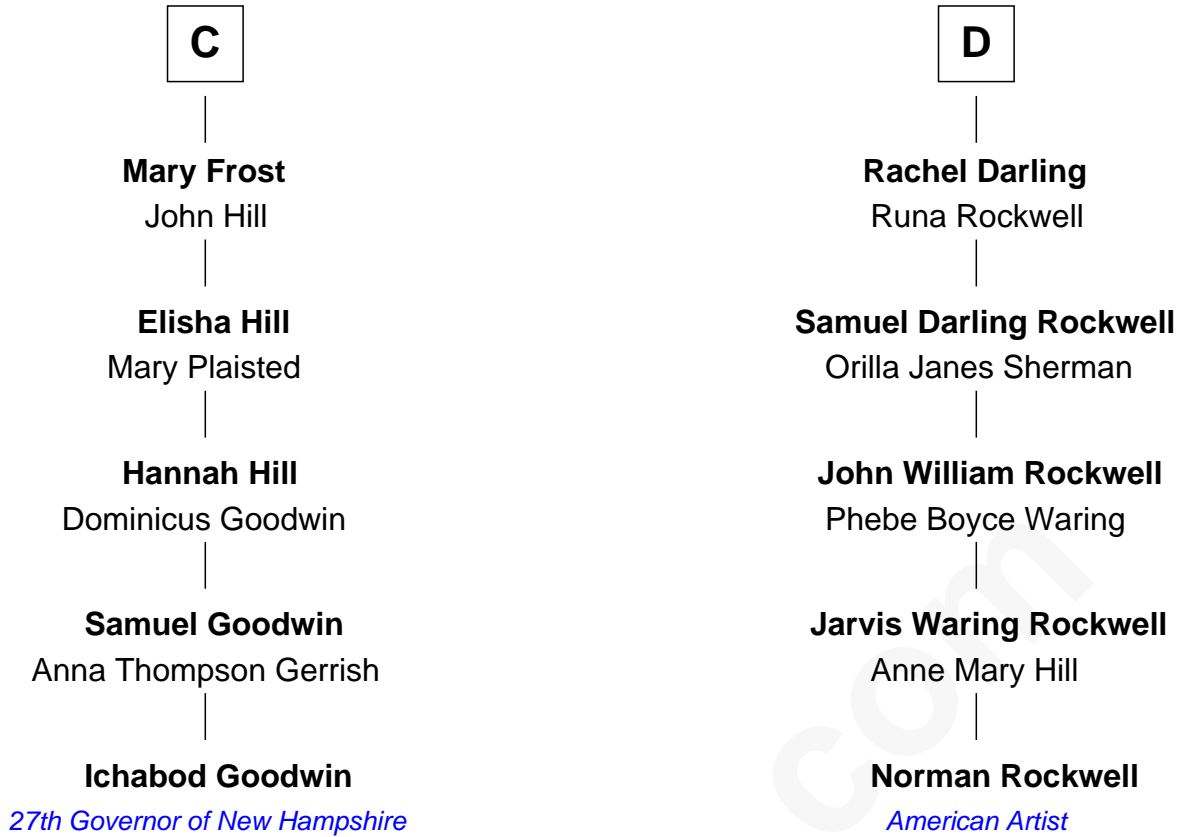 C
Mary Frost
John Hill
Elisha Hill
Mary Plaisted
Hannah Hill
Dominicus Goodwin
Samuel Goodwin
Anna Thompson Gerrish
Ichabod Goodwin
27th Governor of New Hampshire
D
Rachel Darling
Runa Rockwell
Samuel Darling Rockwell
Orilla Janes Sherman
John William Rockwell
Phebe Boyce Waring
Jarvis Waring Rockwell
Anne Mary Hill
Norman Rockwell
American Artist
com